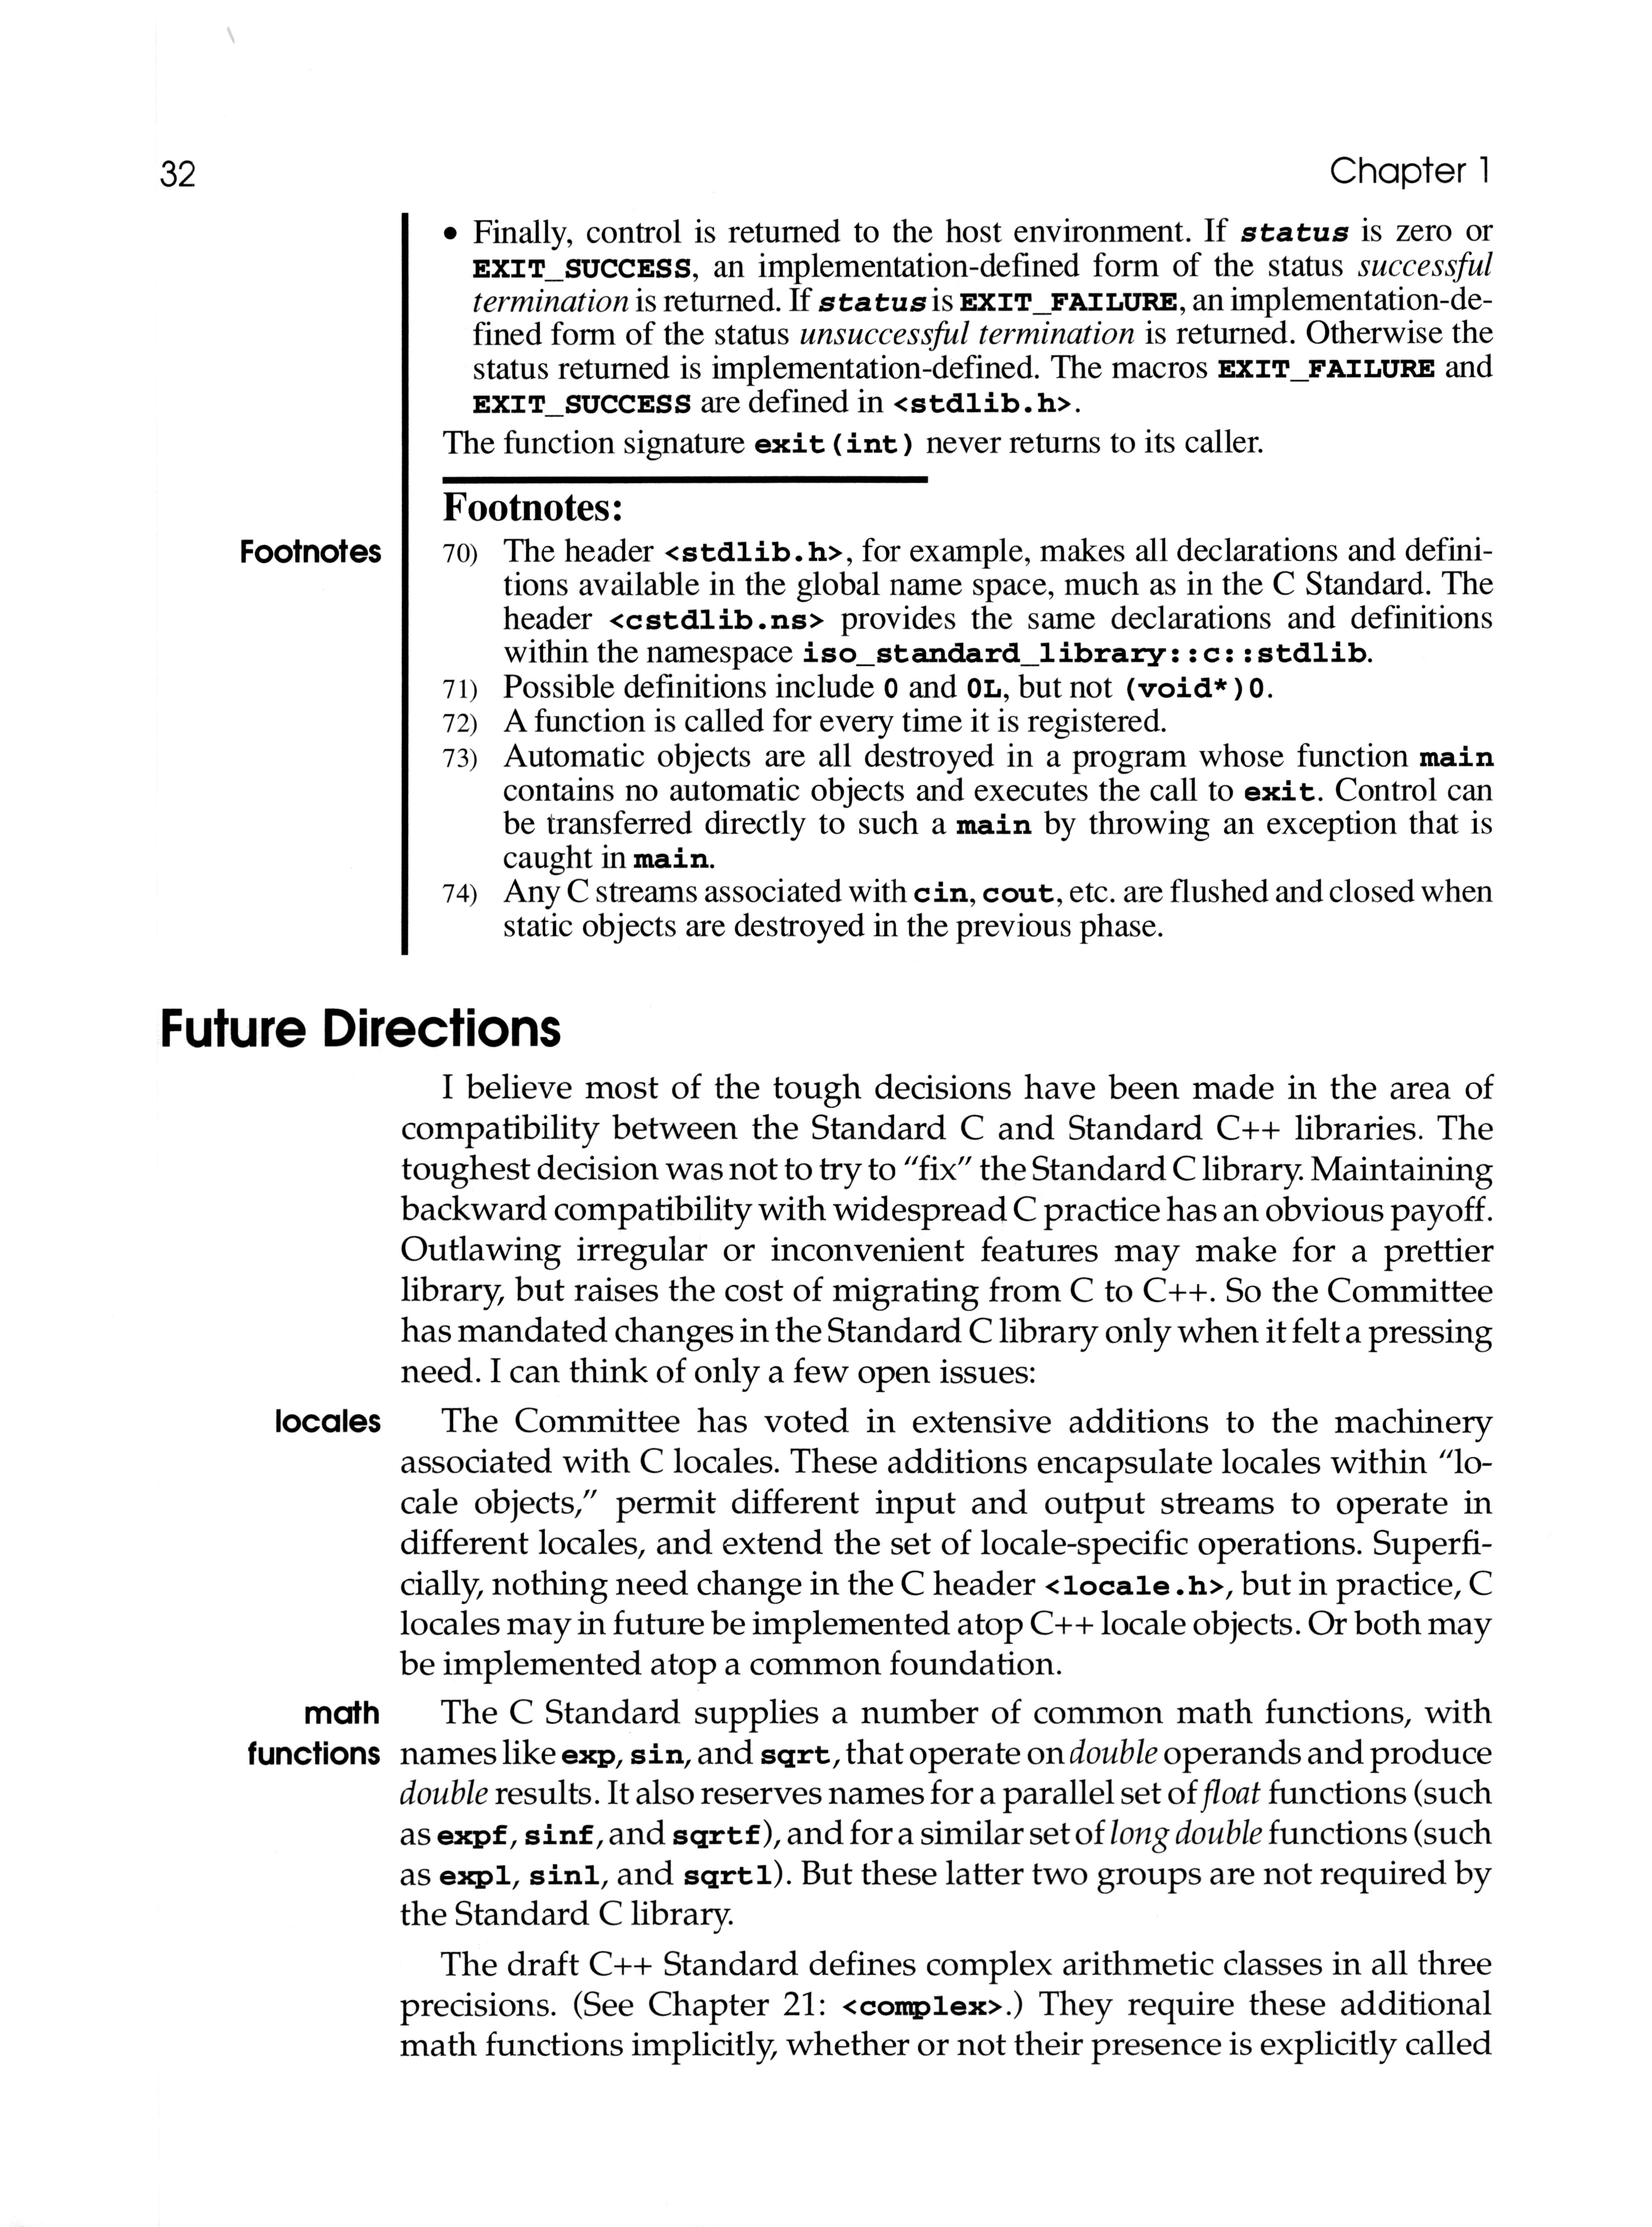 32
Chapter 1
• Finally, control is returned to the host environment. If status is zero or
EXIT_SUCCESS, an implementation-defined form of the status successful
termination is returned. If status is EXIT_FAILURE, an implementation-de-
fined form of the status unsuccessful termination is returned. Otherwise the
status returned is implementation-defined. The macros EXIT_FAILURE and
EXIT_SUCCESS are defined in <stdlib.h>.
The function signature exit(int) never returns to its caller.
Footnotes:
Footnotes
70) The header <stdlib.h>, for example, makes all declarations and defini-
tions available in the global name space, much as in the C Standard. The
header <cstdlib.ns> provides the same declarations and definitions
within the namespace iso_standard_library::c::stdlib.
71) Possible definitions include 0 and 0L, but not (void*)0.
72) A function is called for every time it is registered.
73) Automatic objects are all destroyed in a program whose function main
contains no automatic objects and executes the call to exit. Control can
be transferred directly to such a main by throwing an exception that is
caught in main.
74) Any C streams associated with cin, cout, etc. are flushed and closed when
static objects are destroyed in the previous phase.
Future Directions
I believe most of the tough decisions have been made in the area of
compatibility between the Standard C and Standard C++ libraries. The
toughest decision was not to try to "fix" the Standard C library. Maintaining
backward compatibility with widespread C practice has an obvious payoff.
Outlawing irregular or inconvenient features may make for a prettier
library, but raises the cost of migrating from C to C++. So the Committee
has mandated changes in the Standard C library only when it felt a pressing
need. I can think of only a few open issues:
locales
The Committee has voted in extensive additions to the machinery
associated with C locales. These additions encapsulate locales within "lo-
cale objects," permit different input and output streams to operate in
different locales, and extend the set of locale-specific operations. Superfi-
cially, nothing need change in the C header <locale.h>, but in practice, C
locales may in future be implemented atop C++ locale objects. Or both may
be implemented atop a common foundation.
math
functions
The C Standard supplies a number of common math functions, with
names like exp, sin, and sqrt, that operate on double operands and produce
double results. It also reserves names for a parallel set of float functions (such
as expf, sinf, and sqrtf), and for a similar set of long double functions (such
as expl, sinl, and sqrtl). But these latter two groups are not required by
the Standard C library.
The draft C++ Standard defines complex arithmetic classes in all three
precisions. (See Chapter 21: <complex>.) They require these additional
math functions implicitly, whether or not their presence is explicitly called